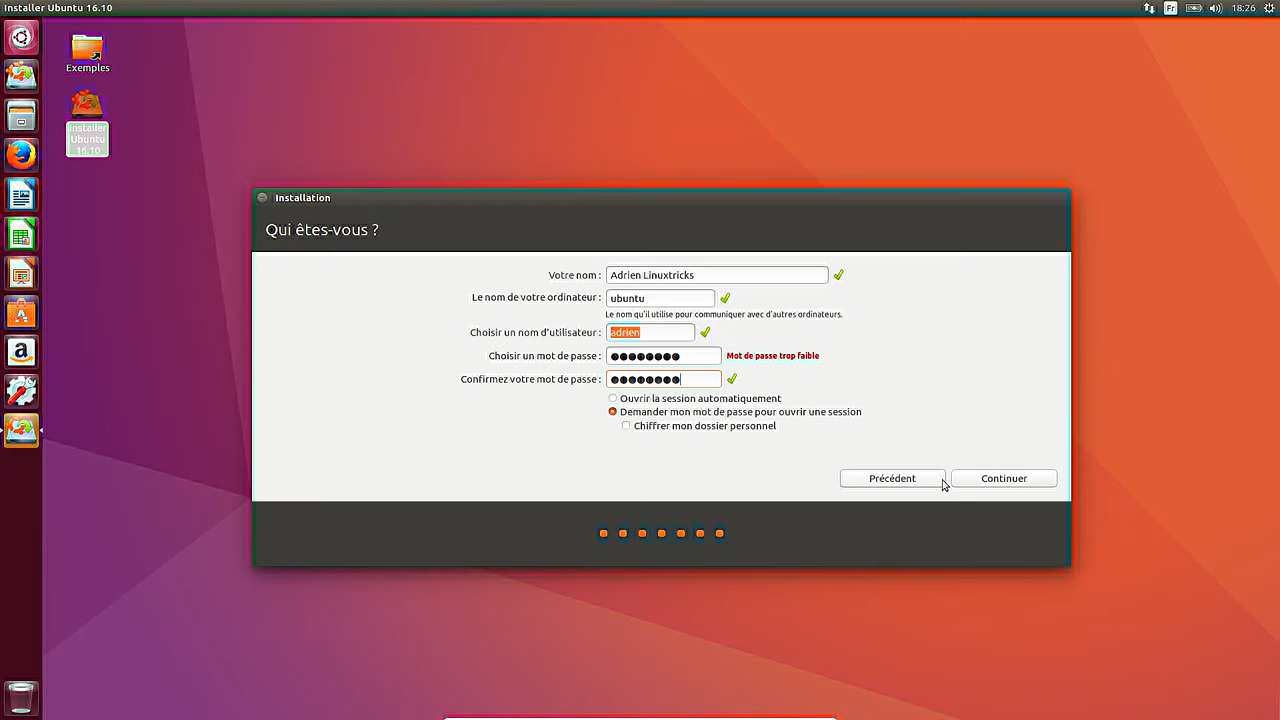 Installer Ubuntu 16.10
Fr
18:26
Exemples
Installer
Ubuntu
16.10
Installation
Qui êtes-vous ?
Votre nom : Adrien Linuxtricks
Le nom de votre ordinateur : ubuntu
Le nom qu'il utilise pour communiquer avec d'autres ordinateurs.
Choisir un nom d'utilisateur : adrien
Choisir un mot de passe : ●●●●●●●● Mot de passe trop faible
Confirmez votre mot de passe : ●●●●●●●●
Ouvrir la session automatiquement
Demander mon mot de passe pour ouvrir une session
Chiffrer mon dossier personnel
Précédent
Continuer